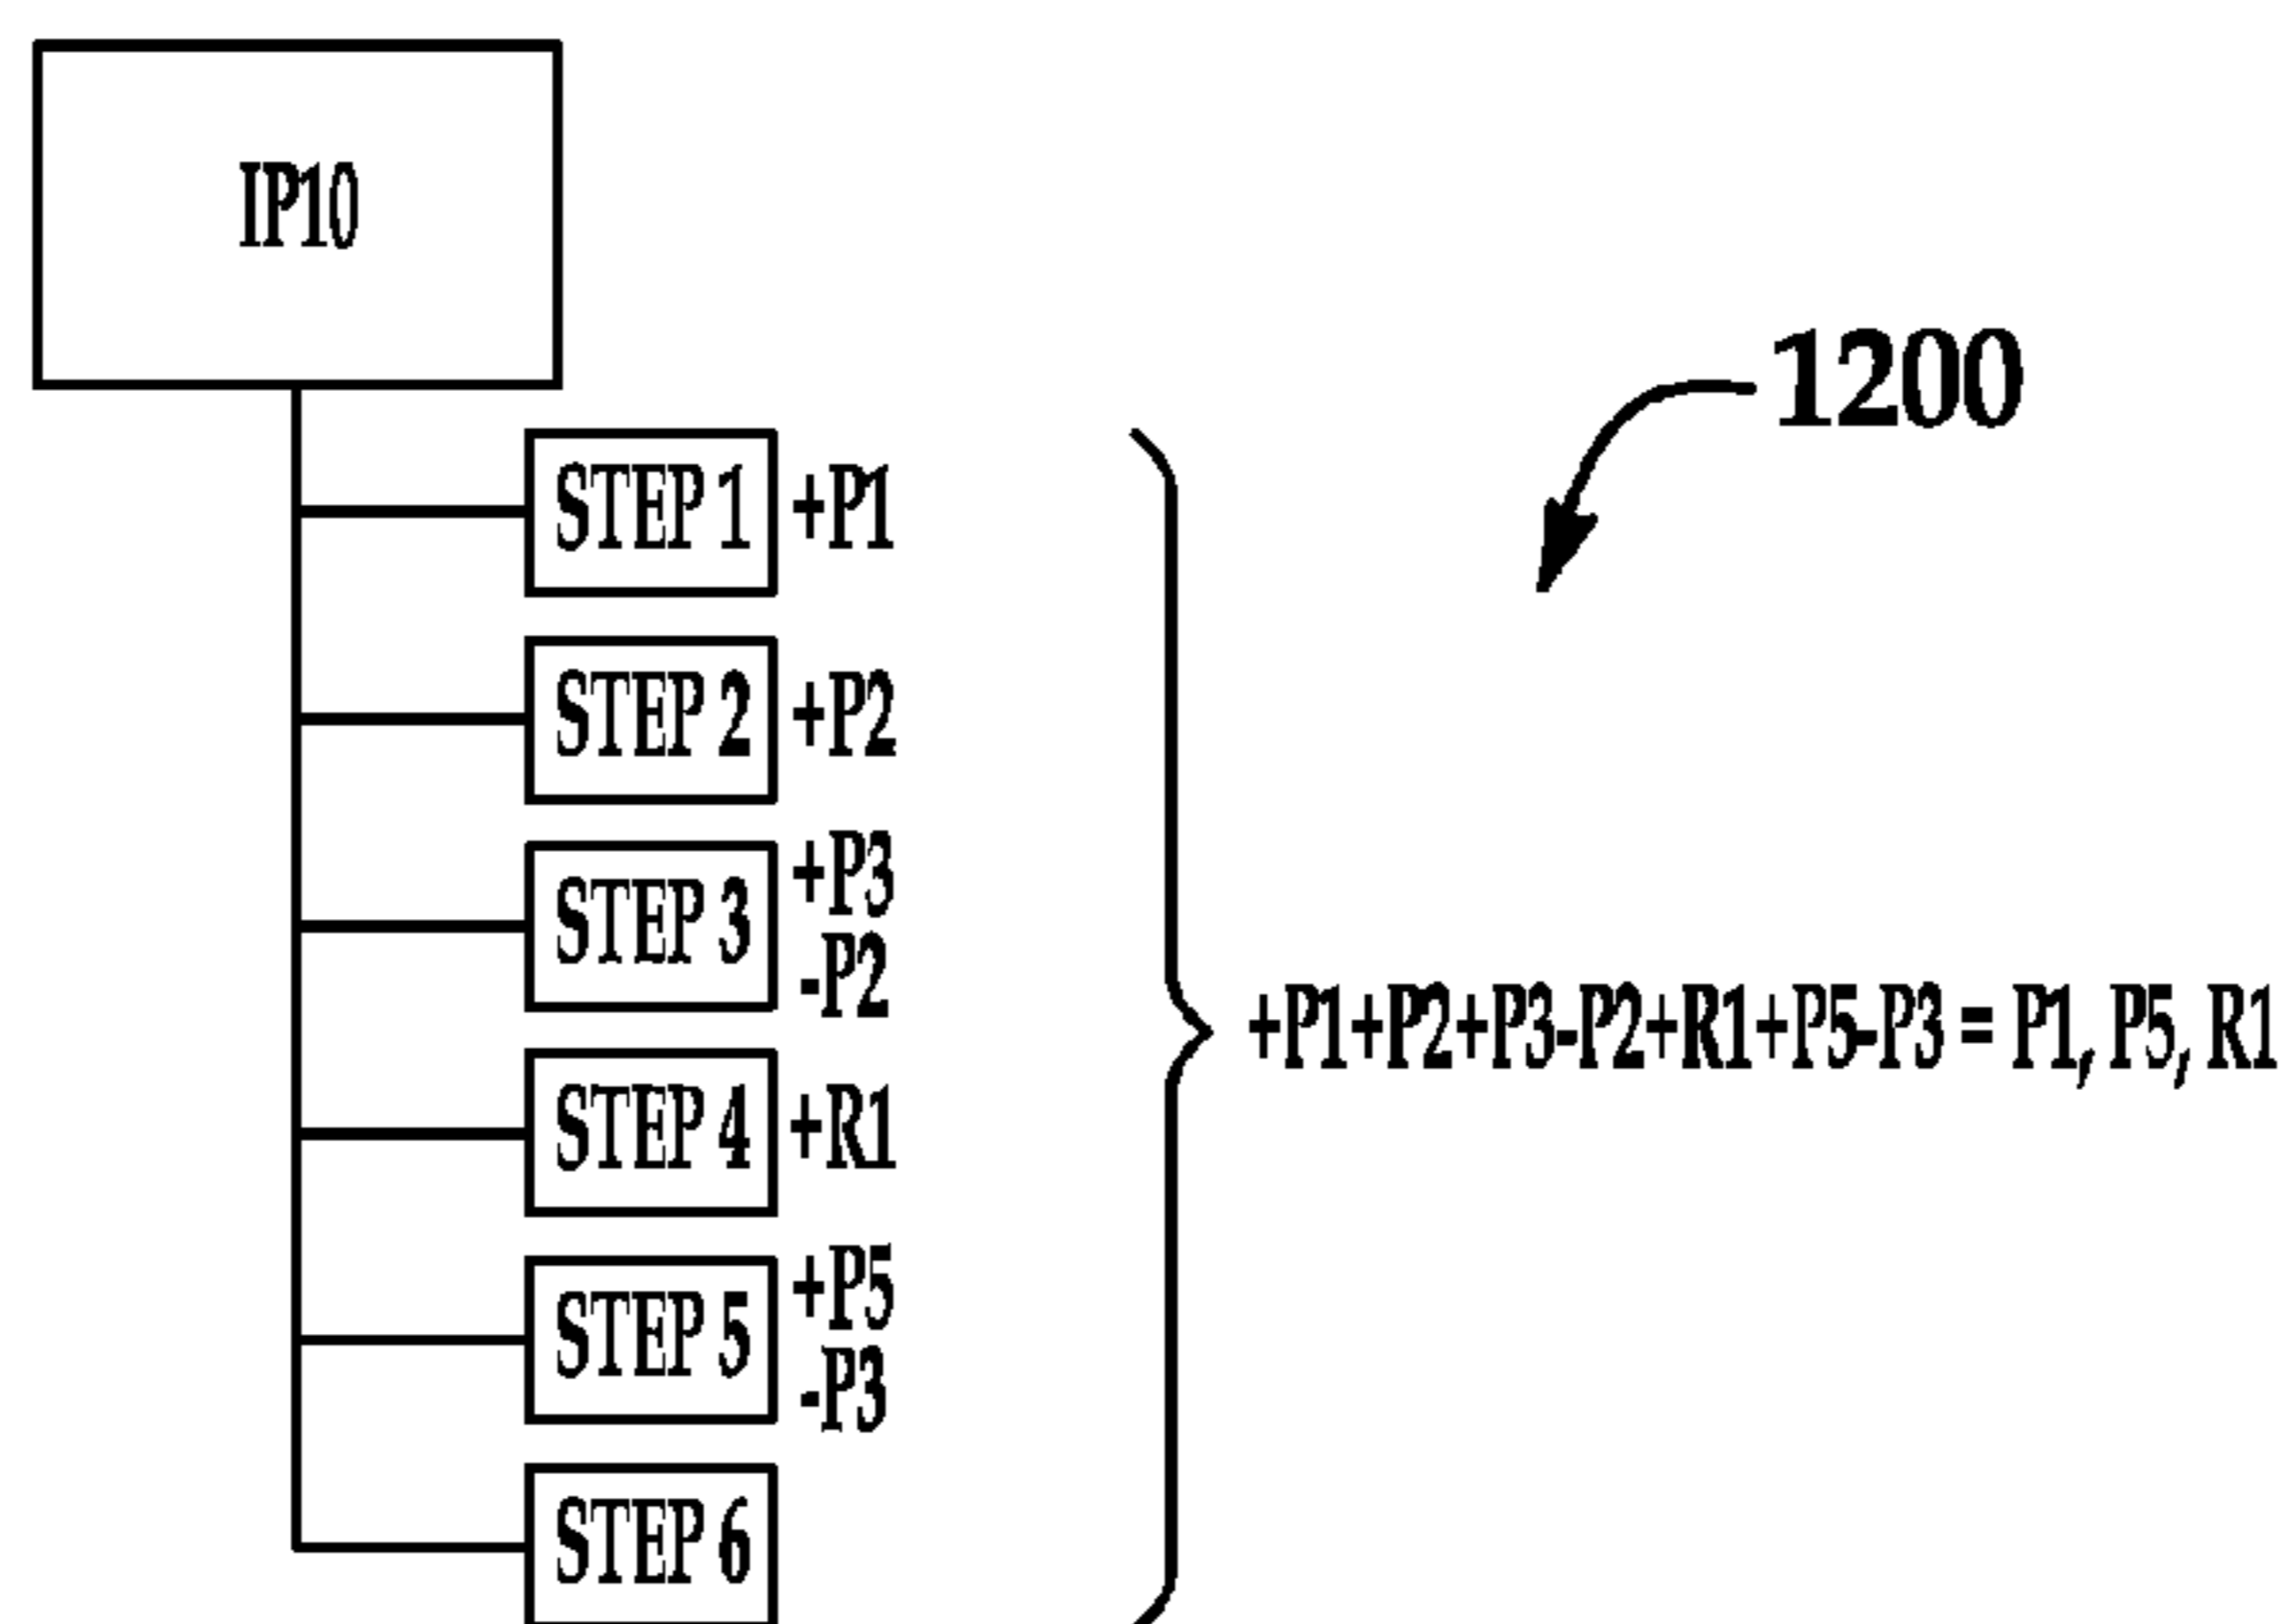 IP10
1200
STEP 1 +P1
STEP 2 +P2
+P3
STEP 3
-P2
+P1+P2+P3-P2+R1+P5-P3 = P1, P5, R1
STEP 4 +R1
+P5
STEP 5
-P3
STEP 6